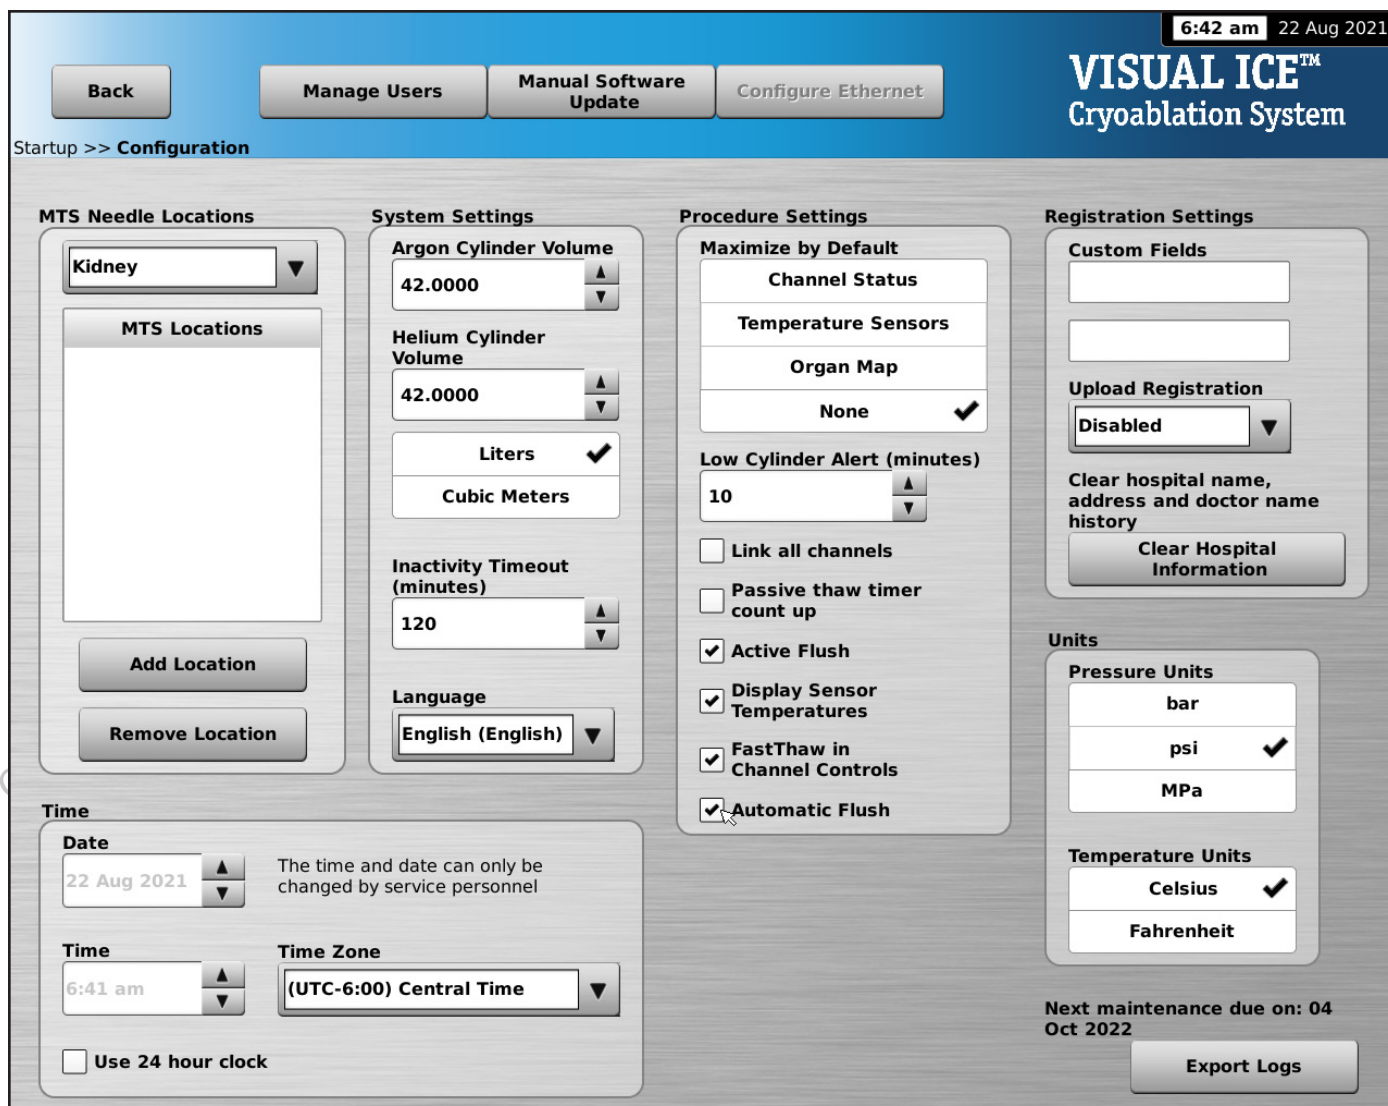 6:42 am 22 Aug 2021
Back
Manage Users
Manual Software
Update
Configure Ethernet
VISUAL ICE™
Cryoablation System
Startup >> Configuration
MTS Needle Locations
Kidney
MTS Locations
Add Location
Remove Location
System Settings
Argon Cylinder Volume
42.0000
Helium Cylinder
Volume
42.0000
Liters
Cubic Meters
Inactivity Timeout
(minutes)
120
Language
English (English)
Procedure Settings
Maximize by Default
Channel Status
Temperature Sensors
Organ Map
None
Low Cylinder Alert (minutes)
10
Link all channels
Passive thaw timer
count up
Active Flush
Display Sensor
Temperatures
FastThaw in
Channel Controls
Automatic Flush
Registration Settings
Custom Fields
Upload Registration
Disabled
Clear hospital name,
address and doctor name
history
Clear Hospital
Information
Units
Pressure Units
bar
psi
MPa
Temperature Units
Celsius
Fahrenheit
Time
Date
22 Aug 2021
The time and date can only be
changed by service personnel
Time
6:41 am
Time Zone
(UTC-6:00) Central Time
Use 24 hour clock
Next maintenance due on: 04
Oct 2022
Export Logs